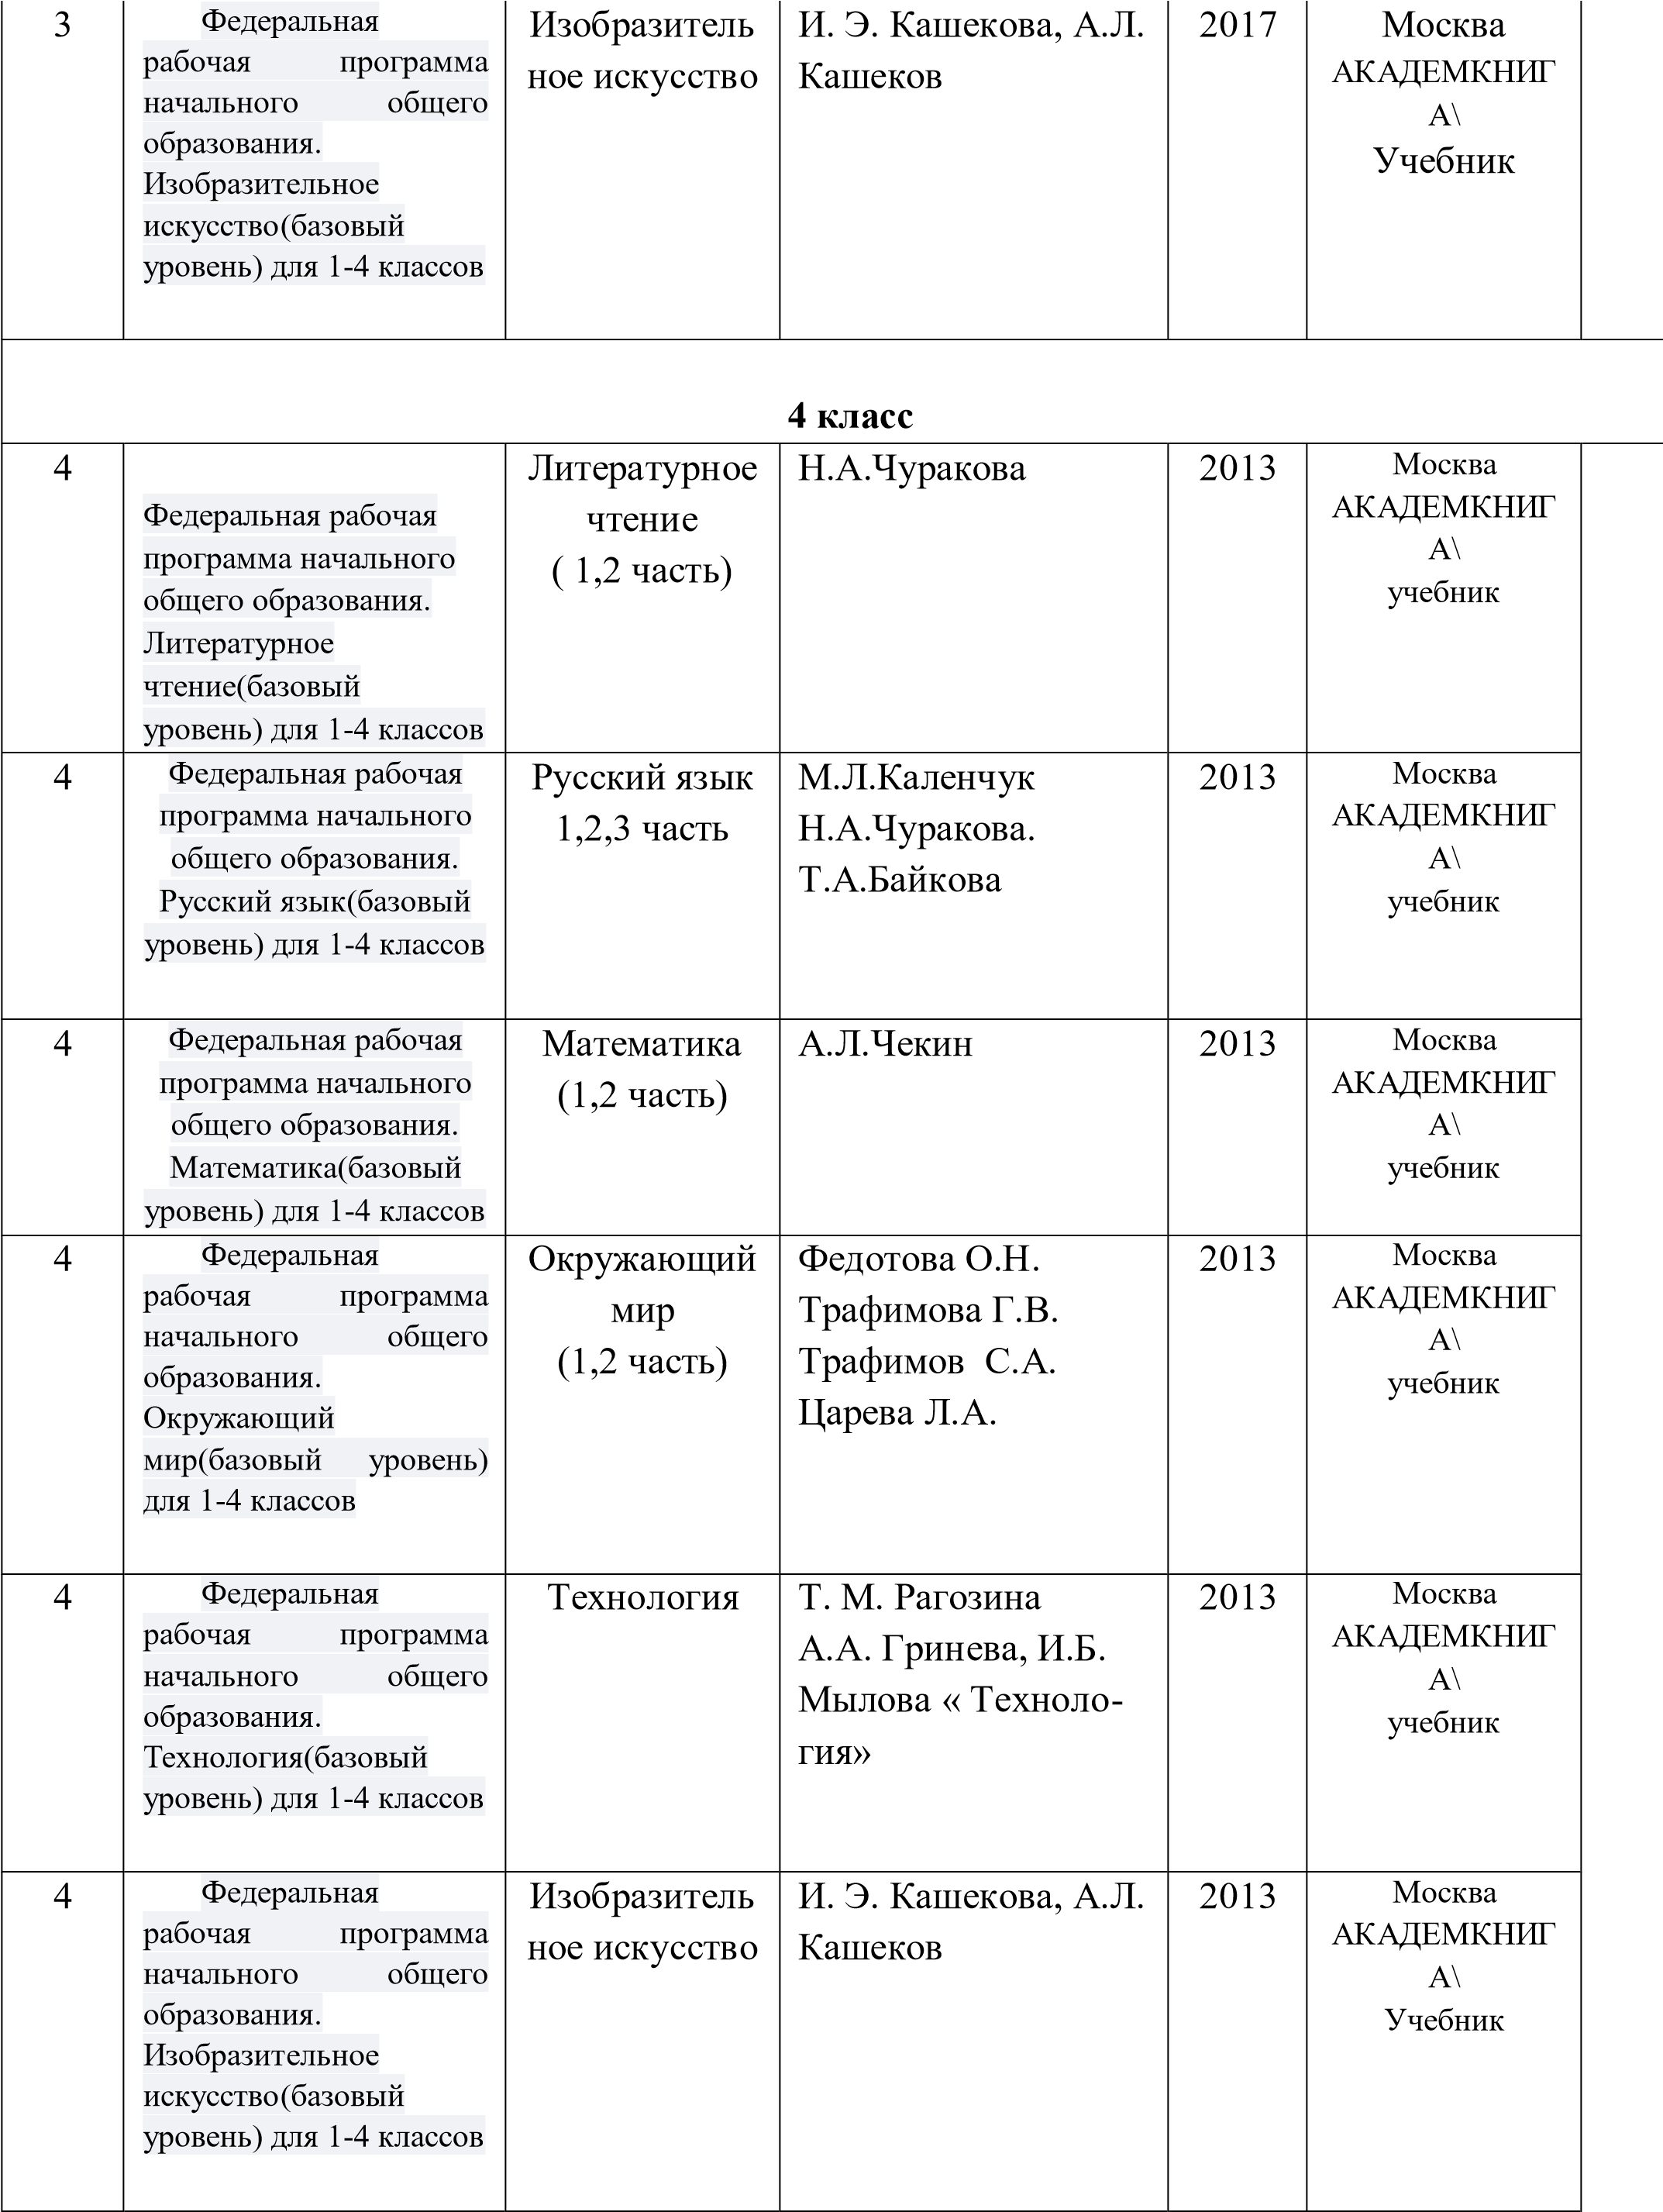 3
Федеральная
рабочая программа
начального общего
образования.
Изобразительное
искусство(базовый
уровень) для 1-4 классов
Изобразитель
ное искусство
И. Э. Кашекова, А.Л.
Кашеков
2017
Москва
АКАДЕМКНИГ
А\
Учебник
4 класс
4
Федеральная рабочая
программа начального
общего образования.
Литературное
чтение(базовый
уровень) для 1-4 классов
Литературное
чтение
( 1,2 часть)
Н.А.Чуракова
2013
Москва
АКАДЕМКНИГ
А\
учебник
4
Федеральная рабочая
программа начального
общего образования.
Русский язык(базовый
уровень) для 1-4 классов
Русский язык
1,2,3 часть
М.Л.Каленчук
Н.А.Чуракова.
Т.А.Байкова
2013
Москва
АКАДЕМКНИГ
А\
учебник
4
Федеральная рабочая
программа начального
общего образования.
Математика(базовый
уровень) для 1-4 классов
Математика
(1,2 часть)
А.Л.Чекин
2013
Москва
АКАДЕМКНИГ
А\
учебник
4
Федеральная
рабочая программа
начального общего
образования.
Окружающий
мир(базовый уровень)
для 1-4 классов
Окружающий
мир
(1,2 часть)
Федотова О.Н.
Трафимова Г.В.
Трафимов С.А.
Царева Л.А.
2013
Москва
АКАДЕМКНИГ
А\
учебник
4
Федеральная
рабочая программа
начального общего
образования.
Технология(базовый
уровень) для 1-4 классов
Технология
Т. М. Рагозина
А.А. Гринева, И.Б.
Мылова « Техноло-
гия»
2013
Москва
АКАДЕМКНИГ
А\
учебник
4
Федеральная
рабочая программа
начального общего
образования.
Изобразительное
искусство(базовый
уровень) для 1-4 классов
Изобразитель
ное искусство
И. Э. Кашекова, А.Л.
Кашеков
2013
Москва
АКАДЕМКНИГ
А\
Учебник